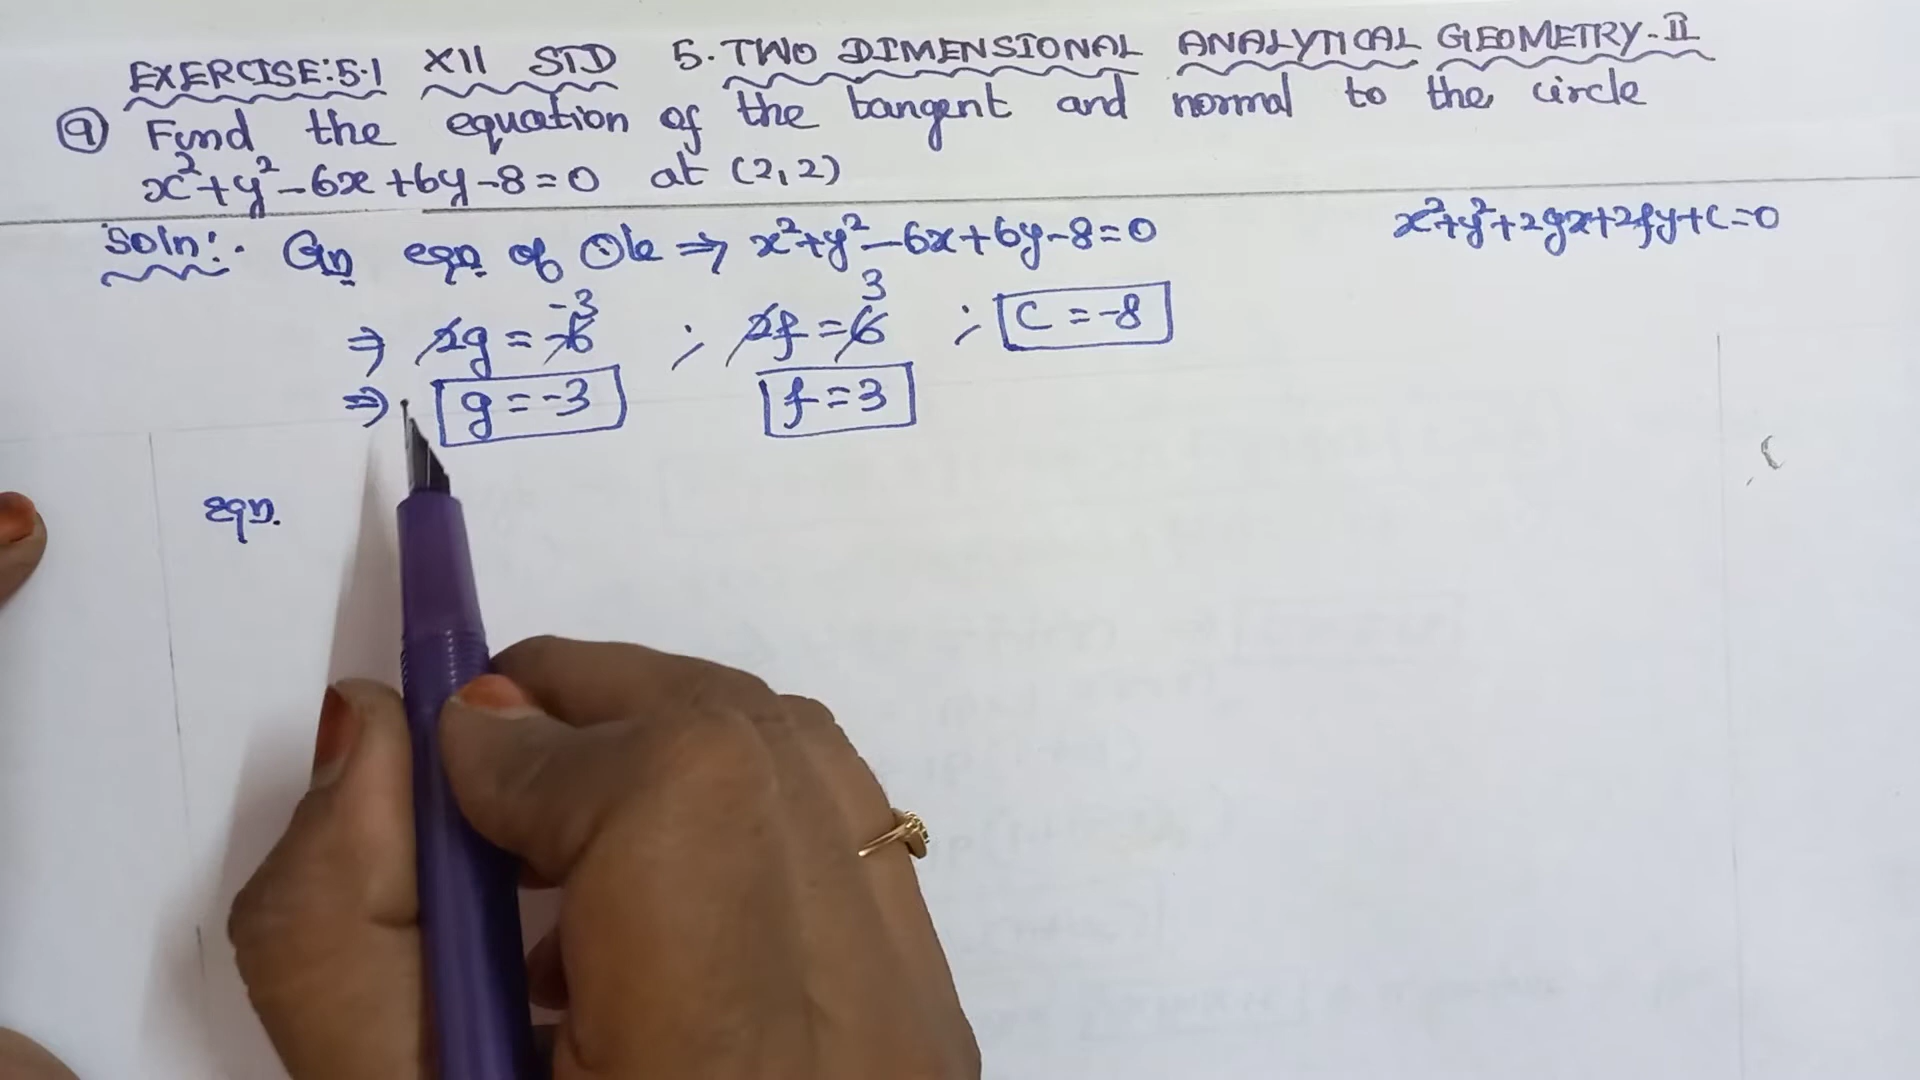 EXERCISE:5.1 XII STD 5.TWO DIMENSIONAL ANALYTICAL GEOMETRY-II
⑨ Find the equation of the tangent and normal to the circle
x²+y²-6x+6y-8=0 at (2,2)
Soln:- Gn eqn. of ⊙le ⇒ x²+y²-6x+6y-8=0
x²+y²+2gx+2fy+c=0
-3 3
⇒ 2g = -6 ; 2f = 6 ; C = -8
⇒ g = -3 f = 3
eqn.